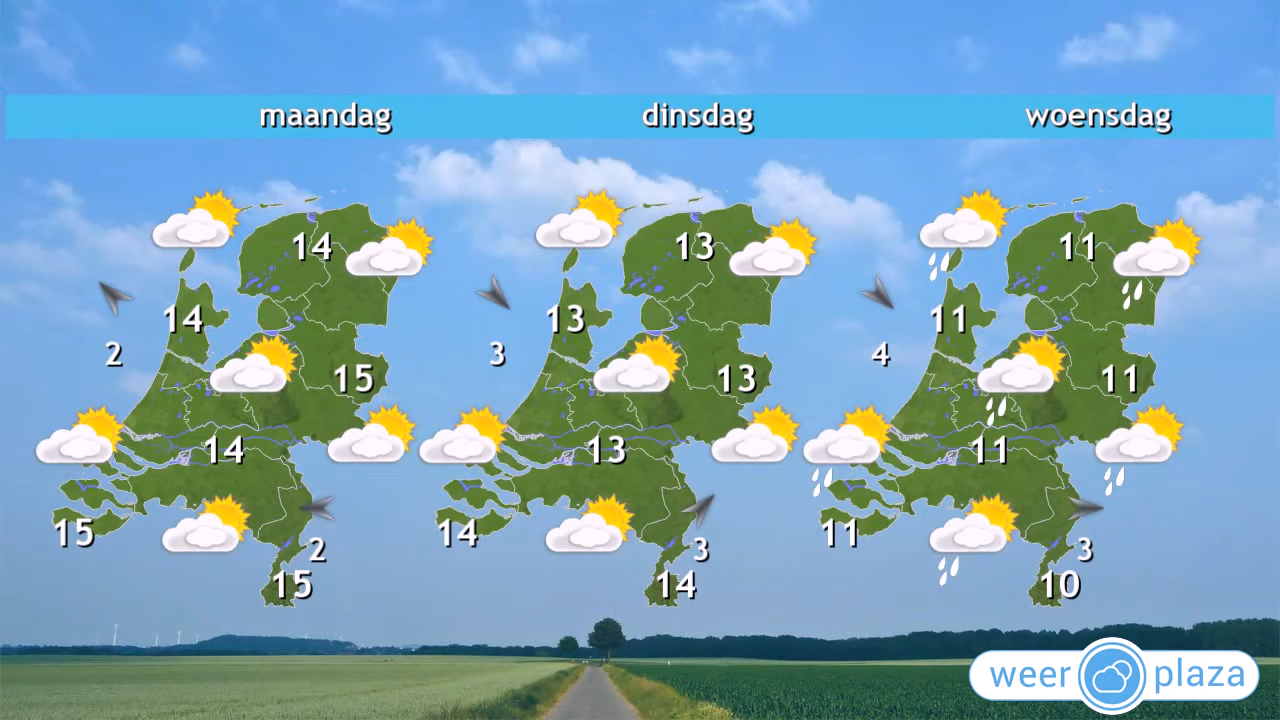 maandag dinsdag woensdag
14 13 11
14 13 11
2 3 4
15 13 11
14 13 11
15 14 11
2 3 3
15 14 10
weer plaza